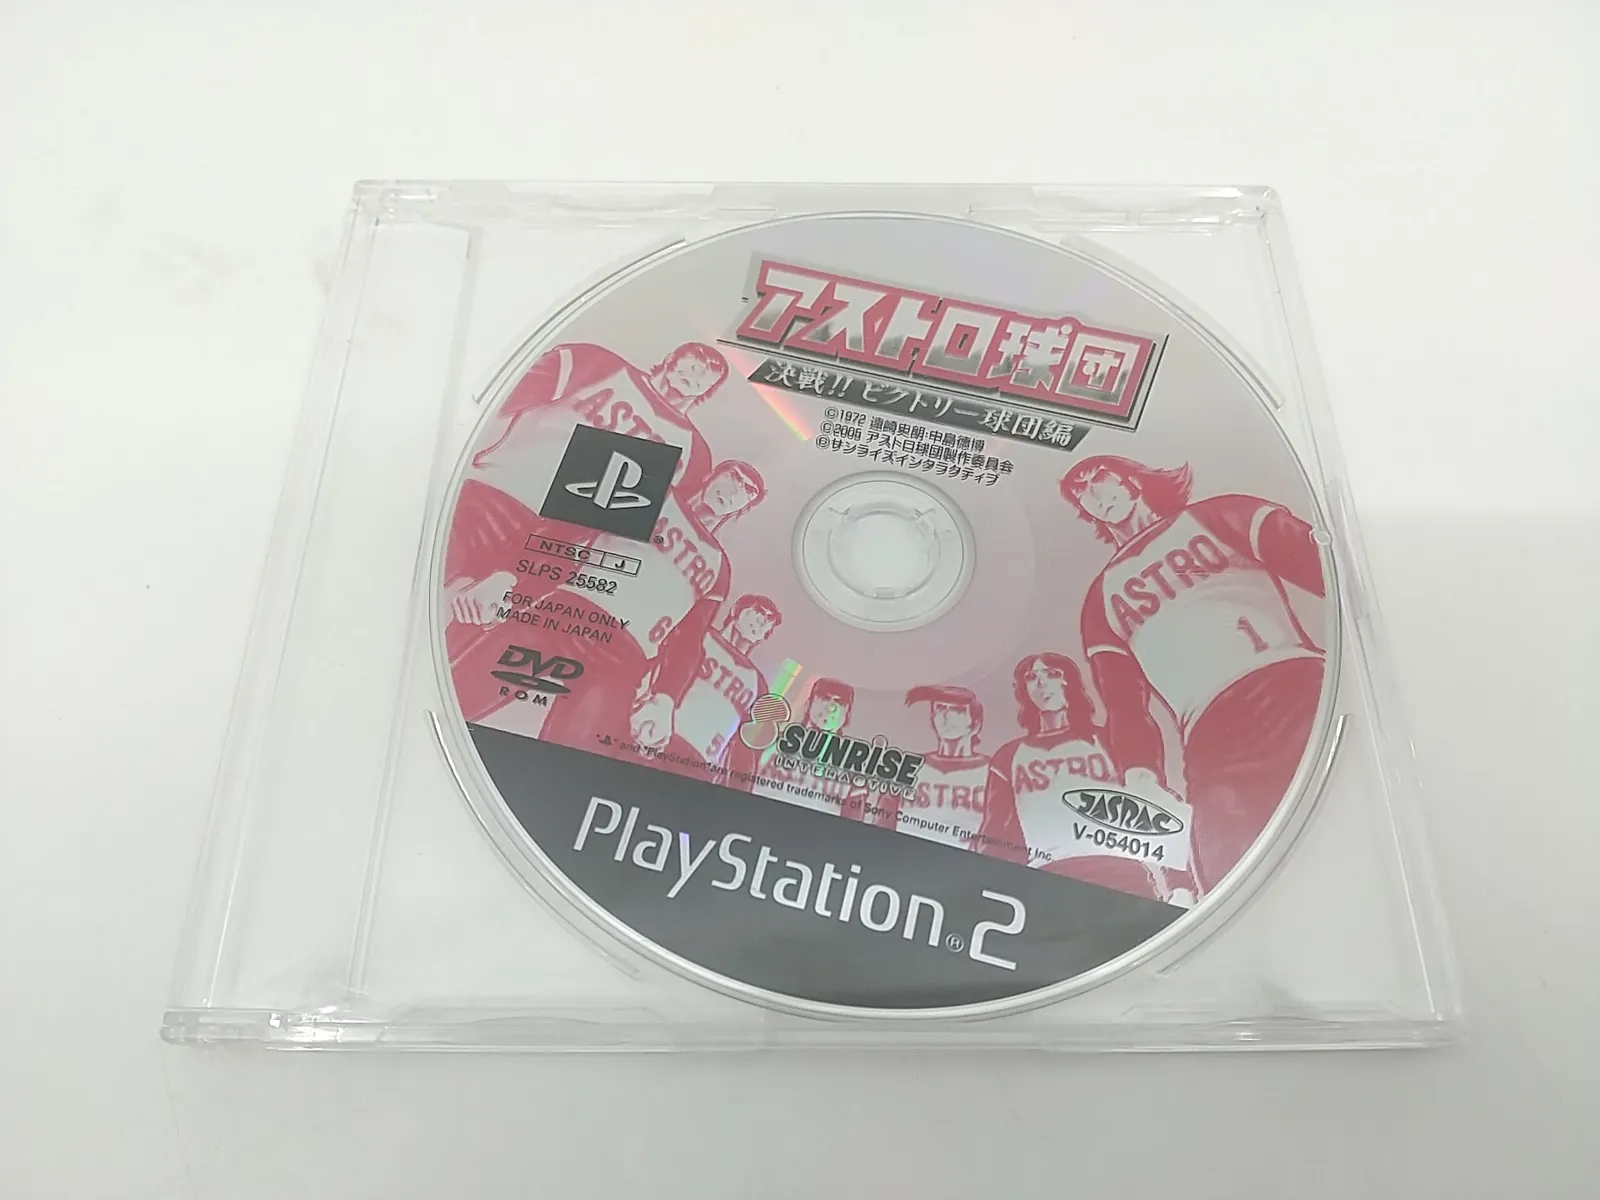 アストロ球団
決戦!! ビクトリー球団編
©1972 遠崎史朗・中島徳博
©2005 アストロ球団製作委員会
©サンライズインタラクティブ
ASTRO
ASTRO
6
ASTRO
5
ASTRO
1
ASTRO
ASTRO
NTSC J
SLPS 25582
FOR JAPAN ONLY
MADE IN JAPAN
DVD
ROM
SUNRISE
INTERACTIVE
" " and "PlayStation" are registered trademarks of Sony Computer Entertainment Inc.
JASRAC
V-054014
PlayStation®2